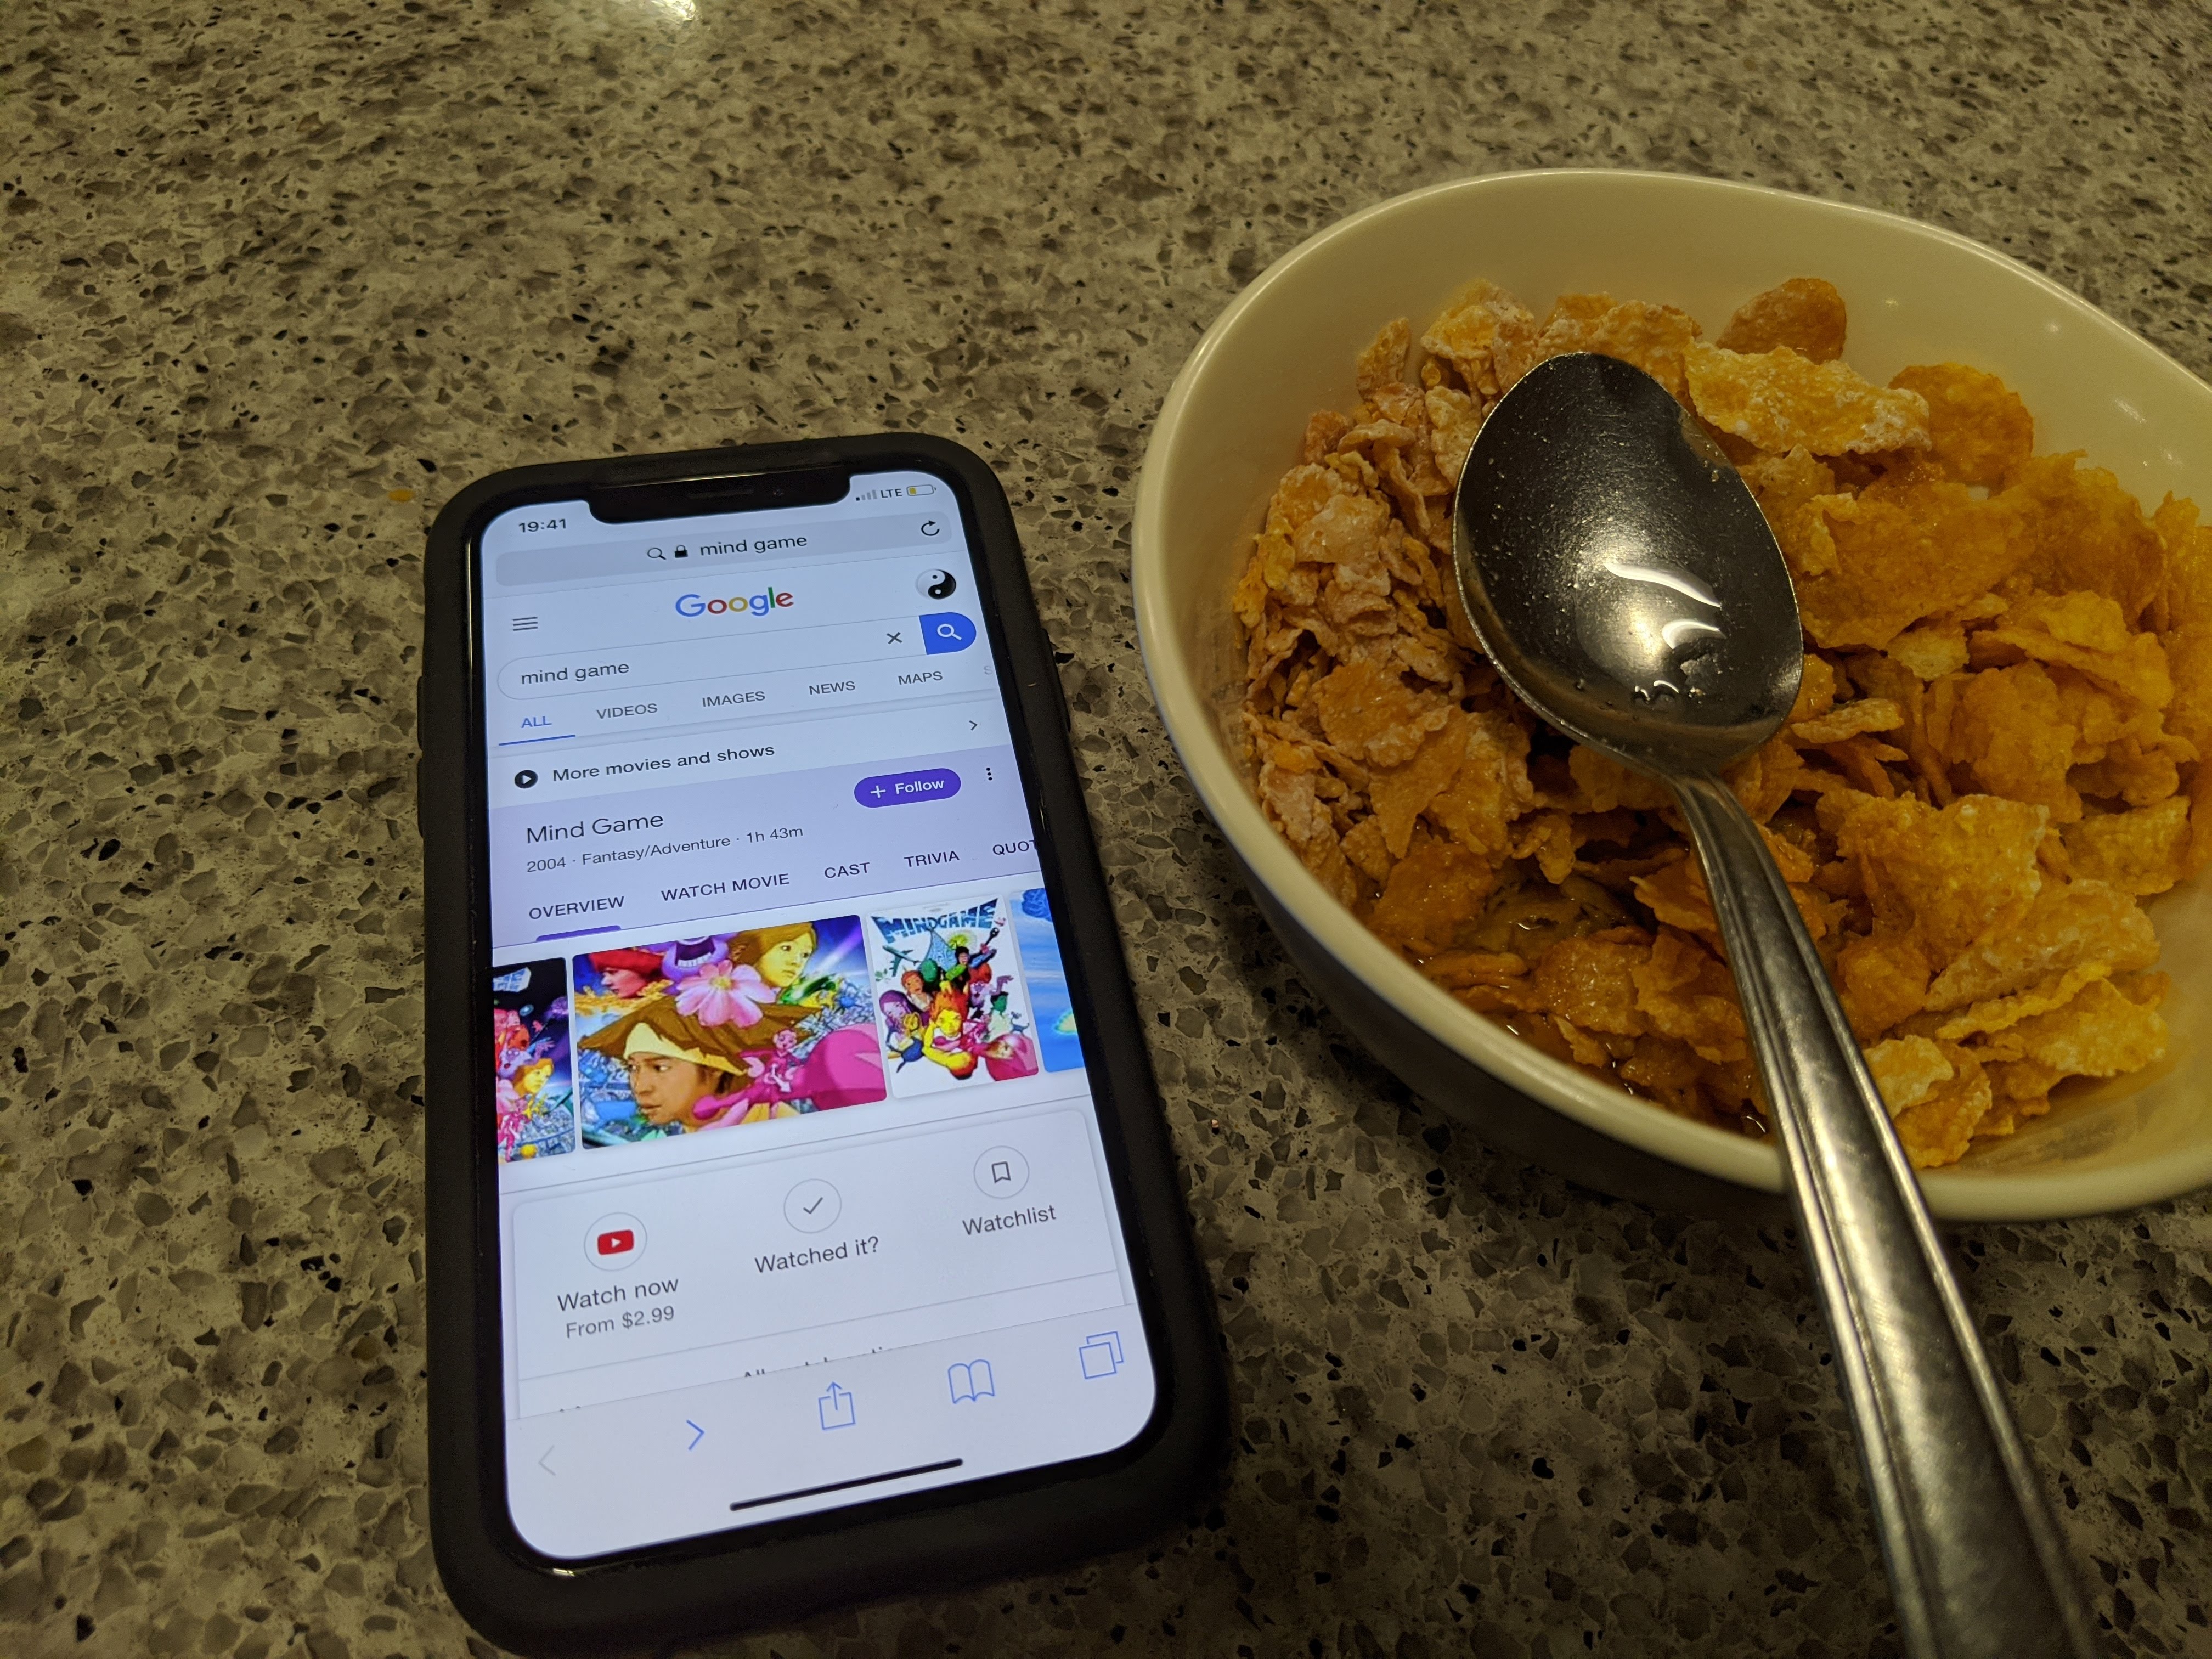 19:41 LTE
mind game
Google
mind game
ALL VIDEOS IMAGES NEWS MAPS
More movies and shows
Mind Game
+ Follow
2004 · Fantasy/Adventure · 1h 43m
OVERVIEW WATCH MOVIE CAST TRIVIA QUOT
MINDGAME
Watch now
From $2.99
Watched it?
Watchlist